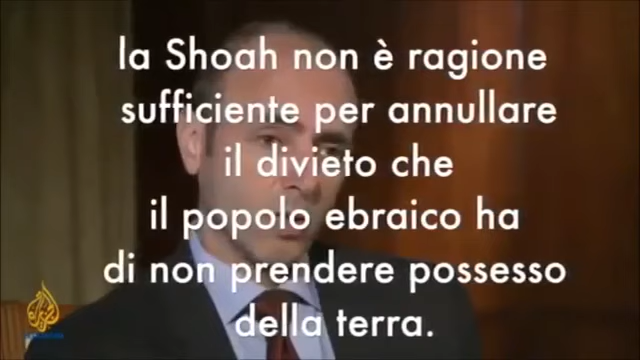 la Shoah non è ragione
sufficiente per annullare
il divieto che
il popolo ebraico ha
di non prendere possesso
della terra.